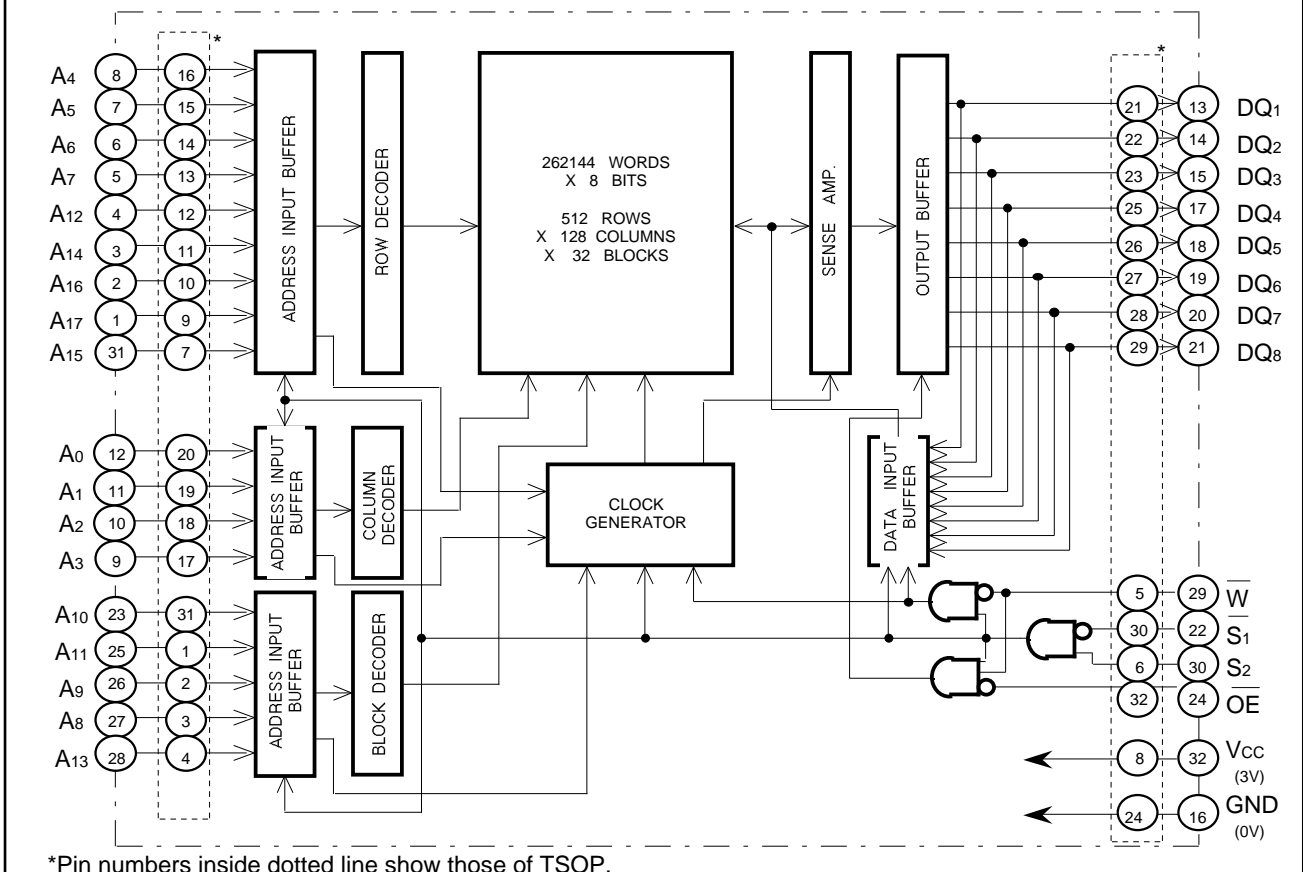 *
*
A4 8 16
A5 7 15
A6 6 14
A7 5 13
A12 4 12
A14 3 11
A16 2 10
A17 1 9
A15 31 7
ADDRESS INPUT BUFFER
ROW DECODER
262144 WORDS
X 8 BITS
512 ROWS
X 128 COLUMNS
X 32 BLOCKS
SENSE AMP.
OUTPUT BUFFER
21 13 DQ1
22 14 DQ2
23 15 DQ3
25 17 DQ4
26 18 DQ5
27 19 DQ6
28 20 DQ7
29 21 DQ8
A0 12 20
A1 11 19
A2 10 18
A3 9 17
ADDRESS INPUT
BUFFER
COLUMN
DECODER
CLOCK
GENERATOR
DATA INPUT
BUFFER
A10 23 31
A11 25 1
A9 26 2
A8 27 3
A13 28 4
ADDRESS INPUT
BUFFER
BLOCK DECODER
5 29 W̅
30 22 S̅1
6 30 S2
32 24 O̅E̅
8 32 VCC
(3V)
24 16 GND
(0V)
*Pin numbers inside dotted line show those of TSOP.